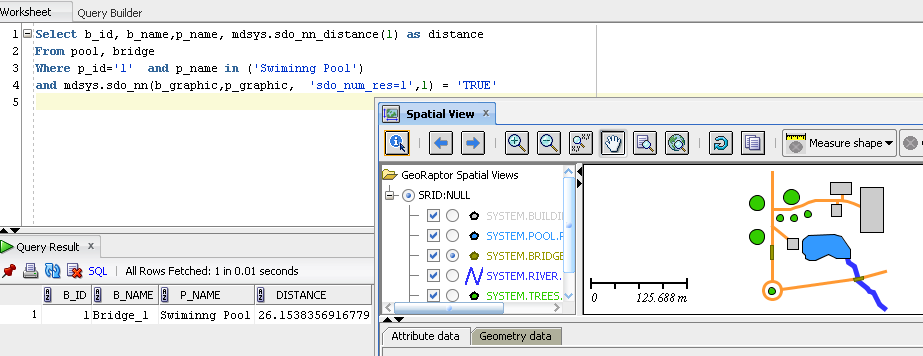 Worksheet Query Builder
1 Select b_id, b_name,p_name, mdsys.sdo_nn_distance(1) as distance
2 From pool, bridge
3 Where p_id='1' and p_name in ('Swiminng Pool')
4 and mdsys.sdo_nn(b_graphic,p_graphic, 'sdo_num_res=1',1) = 'TRUE'
5
Spatial View x
x,y
Measure shape
GeoRaptor Spatial Views
SRID:NULL
SYSTEM.BUILDI
SYSTEM.POOL.P
SYSTEM.BRIDGE
SYSTEM.RIVER.
SYSTEM.TREES.
0 125.688 m
Query Result x
SQL | All Rows Fetched: 1 in 0.01 seconds
B_ID B_NAME P_NAME DISTANCE
1 1 Bridge_1 Swiminng Pool 26.1538356916779
Attribute data Geometry data